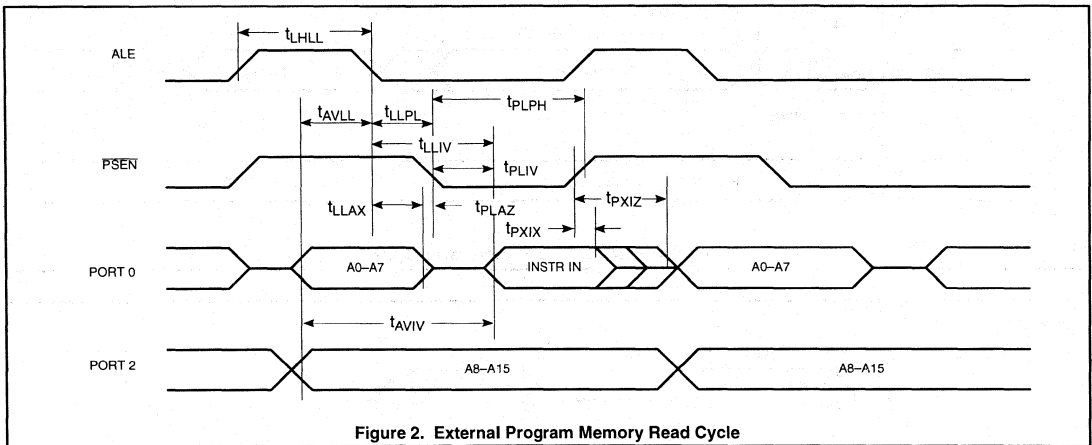 ALE
tLHLL
tAVLL
tLLPL
tPLPH
tLLIV
PSEN
tPLIV
tLLAX
tPLAZ
tPXIZ
tPXIX
PORT 0
A0–A7
INSTR IN
A0–A7
tAVIV
PORT 2
A8–A15
A8–A15
Figure 2. External Program Memory Read Cycle